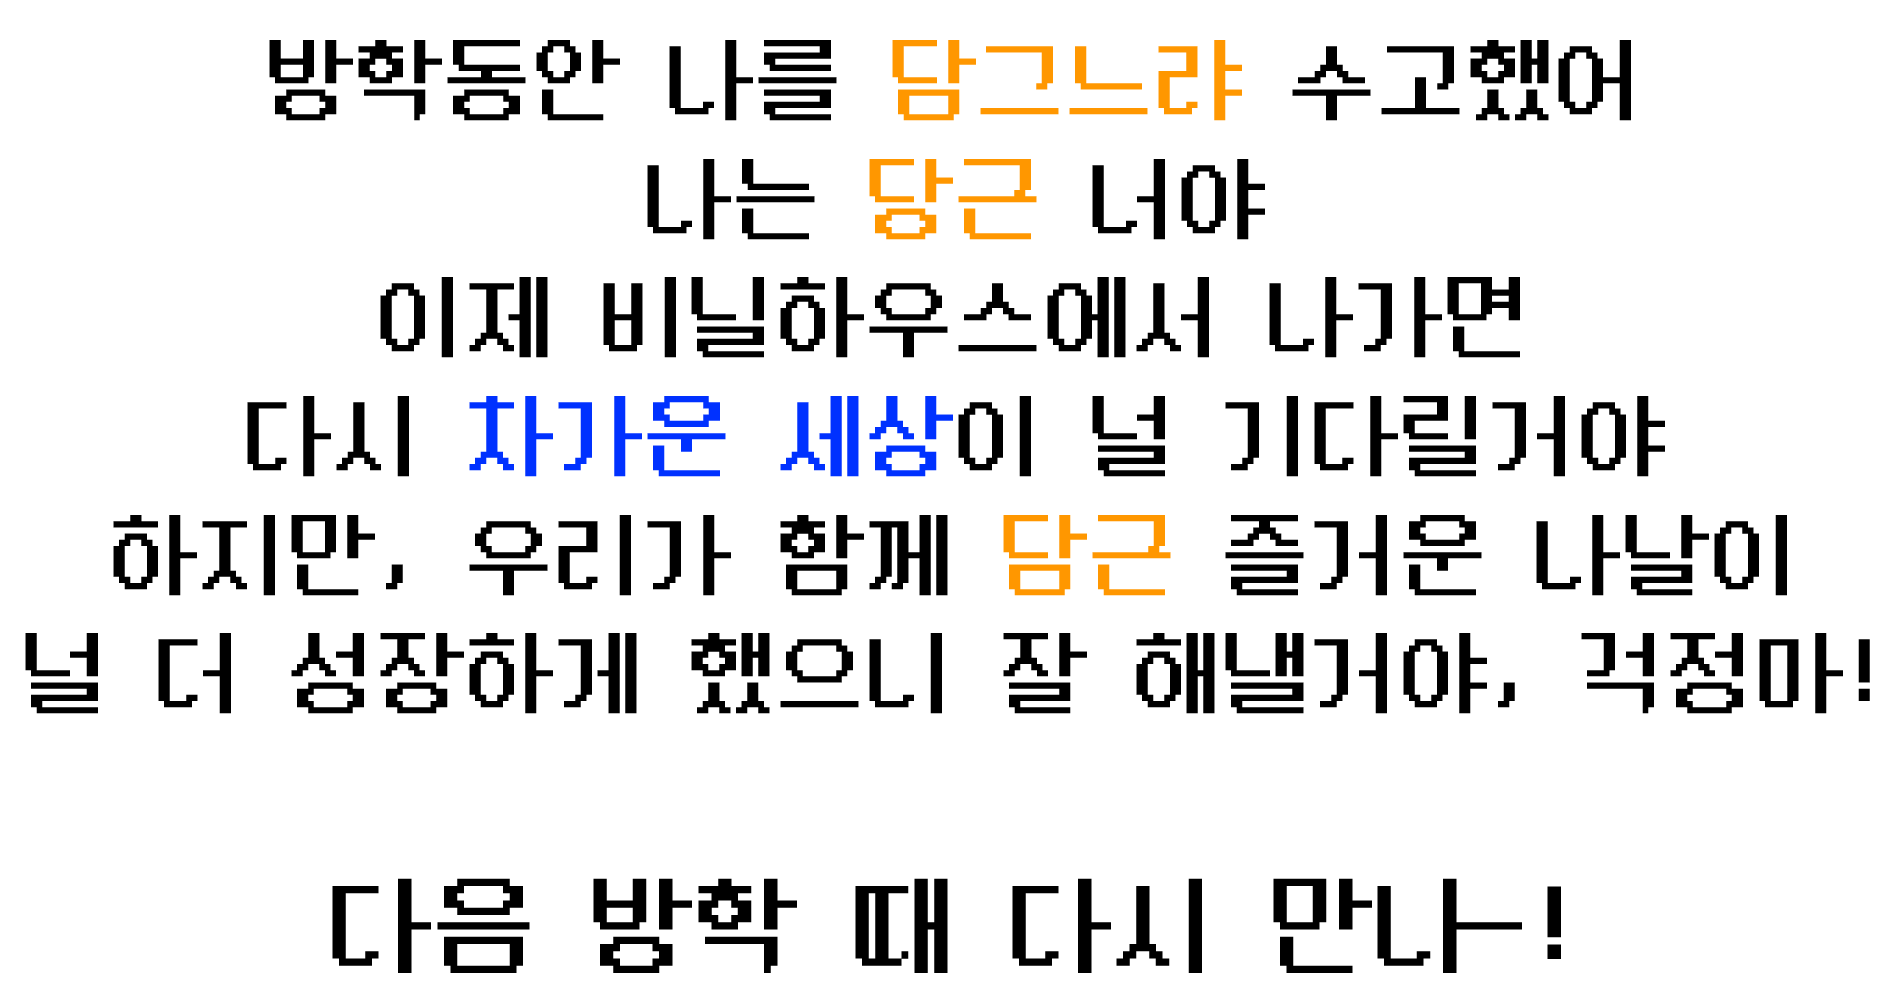 방학동안 나를 담그느랴 수고했어
나는 당근 너야
이제 비닐하우스에서 나가면
다시 차가운 세상이 널 기다릴거야
하지만, 우리가 함께 담근 즐거운 나날이
널 더 성장하게 했으니 잘 해낼거야, 걱정마!
다음 방학 때 다시 만나-!